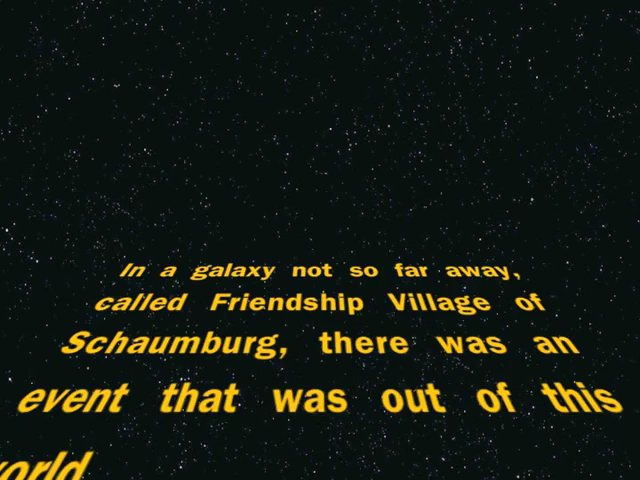 In a galaxy not so far away,
called Friendship Village of
Schaumburg, there was an
event that was out of this
world